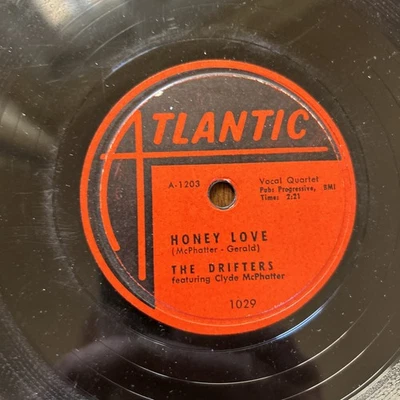 ATLANTIC
A-1203 Vocal Quartet
Pub: Progressive, BMI
Time: 2:21
HONEY LOVE
(McPhatter - Gerald)
THE DRIFTERS
featuring Clyde McPhatter
1029